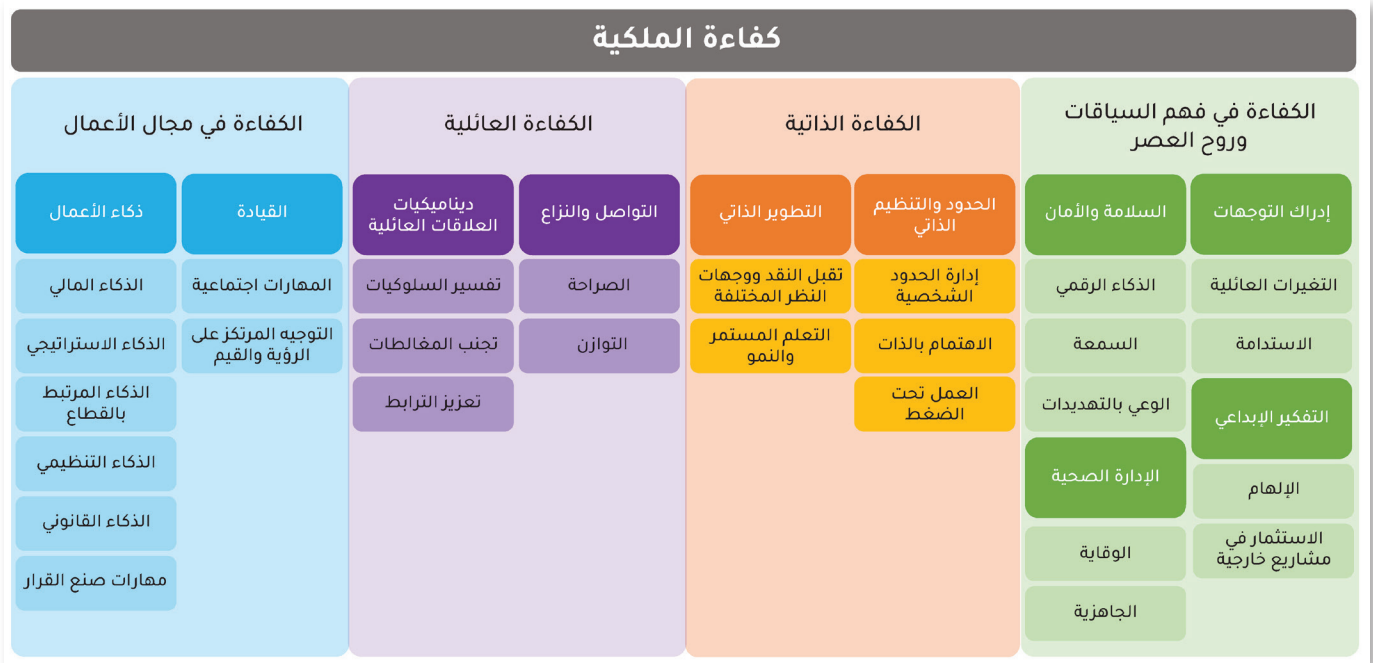 كفاءة الملكية
الكفاءة في فهم السياقات
وروح العصر
إدراك التوجهات
التغيرات العائلية
الاستدامة
التفكير الإبداعي
الإلهام
الاستثمار في
مشاريع خارجية
السلامة والأمان
الذكاء الرقمي
السمعة
الوعي بالتهديدات
الإدارة الصحية
الوقاية
الجاهزية
الكفاءة الذاتية
الحدود والتنظيم
الذاتي
إدارة الحدود
الشخصية
الاهتمام بالذات
العمل تحت
الضغط
التطوير الذاتي
تقبل النقد ووجهات
النظر المختلفة
التعلم المستمر
والنمو
الكفاءة العائلية
التواصل والنزاع
الصراحة
التوازن
ديناميكيات
العلاقات العائلية
تفسير السلوكيات
تجنب المغالطات
تعزيز الترابط
الكفاءة في مجال الأعمال
القيادة
المهارات اجتماعية
التوجيه المرتكز على
الرؤية والقيم
ذكاء الأعمال
الذكاء المالي
الذكاء الاستراتيجي
الذكاء المرتبط
بالقطاع
الذكاء التنظيمي
الذكاء القانوني
مهارات صنع القرار